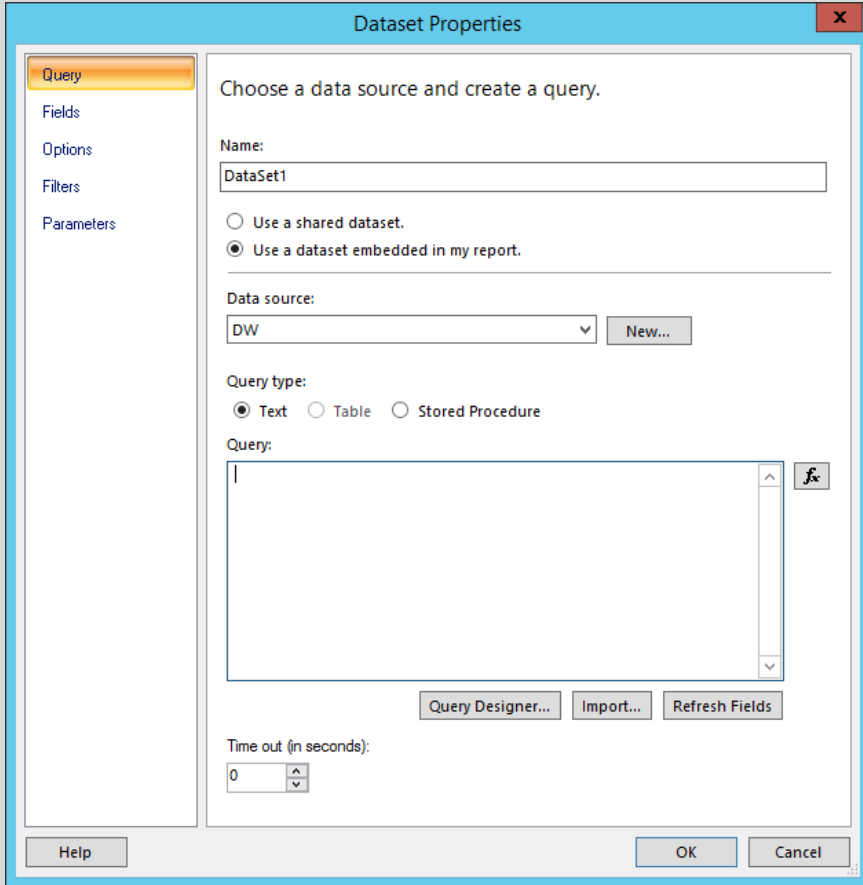 Dataset Properties
x
Query
Fields
Options
Filters
Parameters
Choose a data source and create a query.
Name:
DataSet1
Use a shared dataset.
Use a dataset embedded in my report.
Data source:
DW
New...
Query type:
Text Table Stored Procedure
Query:
fx
Query Designer... Import... Refresh Fields
Time out (in seconds):
0
Help OK Cancel